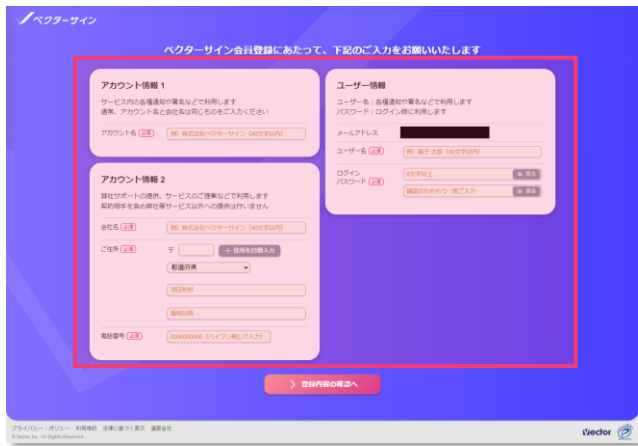 ベクターサイン
ベクターサイン会員登録にあたって、下記のご入力をお願いいたします
アカウント情報 1
サービス内の各種通知や署名などで利用します
通常、アカウント名と会社名は同じものをご入力ください
アカウント名 必須 例）株式会社ベクターサイン（40文字以内）
アカウント情報 2
弊社サポートの提供、サービスのご提案などで利用します
契約相手を含め弊社等サービス以外への提供は行いません
会社名 必須 例）株式会社ベクターサイン（40文字以内）
ご住所 必須 〒 ＋ 住所を自動入力
都道府県
市区町村
番地以降
電話番号 必須 0000000000（ハイフン無しで入力）
ユーザー情報
ユーザー名：各種通知や署名などで利用します
パスワード：ログイン時に利用します
メールアドレス
ユーザー名 必須 例）電子 太郎（40文字以内）
ログイン
パスワード 必須 8文字以上 見る
確認のためもう一度ご入力 見る
登録内容の確認へ
プライバシー・ポリシー 利用規約 法律に基づく表示 運営会社
© Vector Inc. All Rights Reserved.
Vector